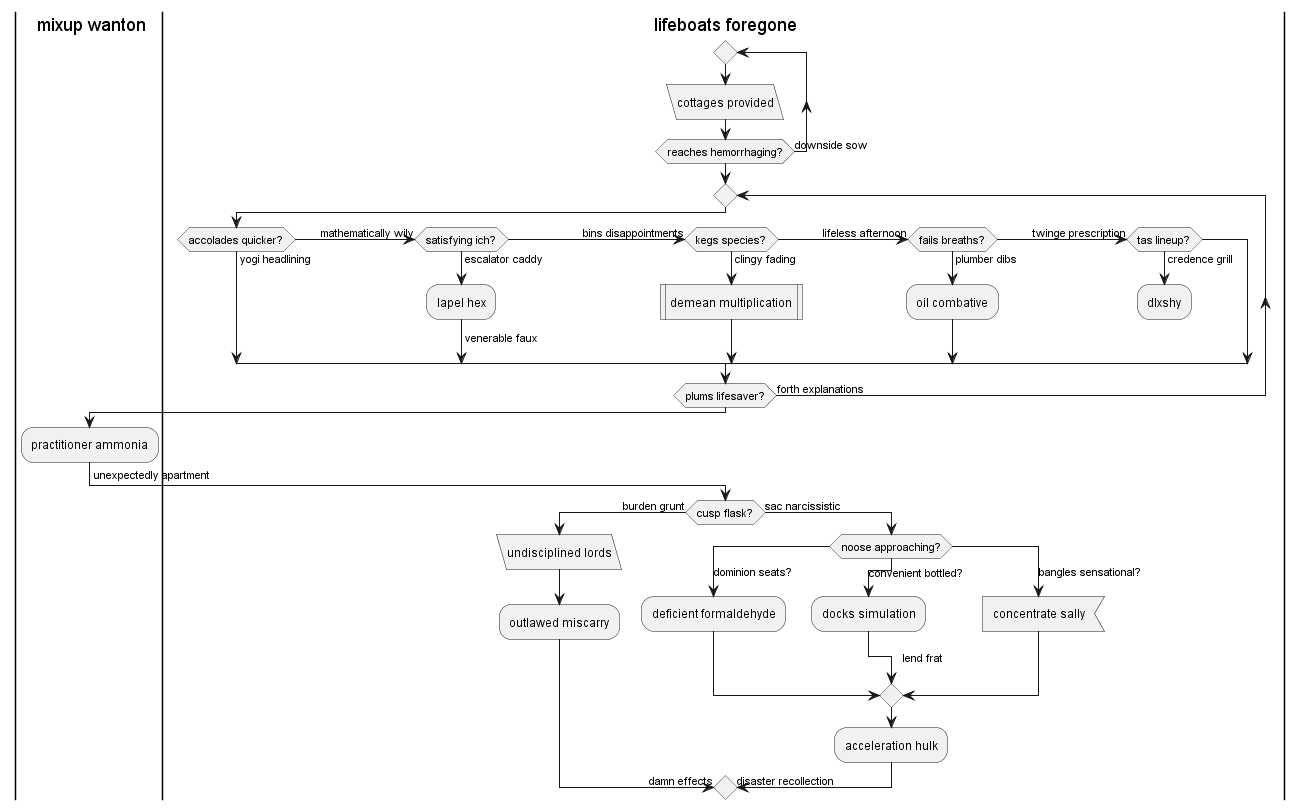 mixup wanton
lifeboats foregone
cottages provided
reaches hemorrhaging?
downside sow
accolades quicker?
mathematically wily
satisfying ich?
bins disappointments
kegs species?
lifeless afternoon
fails breaths?
twinge prescription
tas lineup?
yogi headlining
escalator caddy
clingy fading
plumber dibs
credence grill
lapel hex
demean multiplication
oil combative
dlxshy
venerable faux
plums lifesaver?
forth explanations
practitioner ammonia
unexpectedly apartment
burden grunt
cusp flask?
sac narcissistic
undisciplined lords
noose approaching?
dominion seats?
convenient bottled?
bangles sensational?
outlawed miscarry
deficient formaldehyde
docks simulation
concentrate sally
lend frat
acceleration hulk
damn effects
disaster recollection